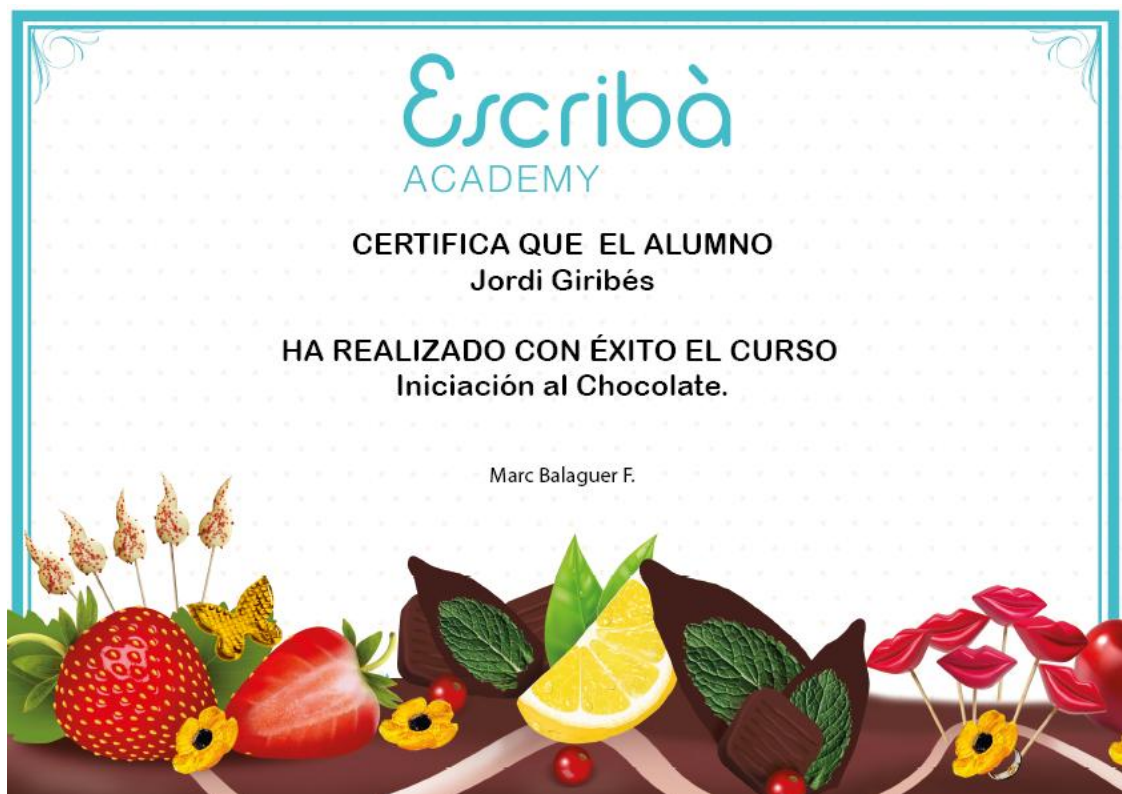 Escribà
ACADEMY
CERTIFICA QUE EL ALUMNO
Jordi Giribés
HA REALIZADO CON ÉXITO EL CURSO
Iniciación al Chocolate.
Marc Balaguer F.